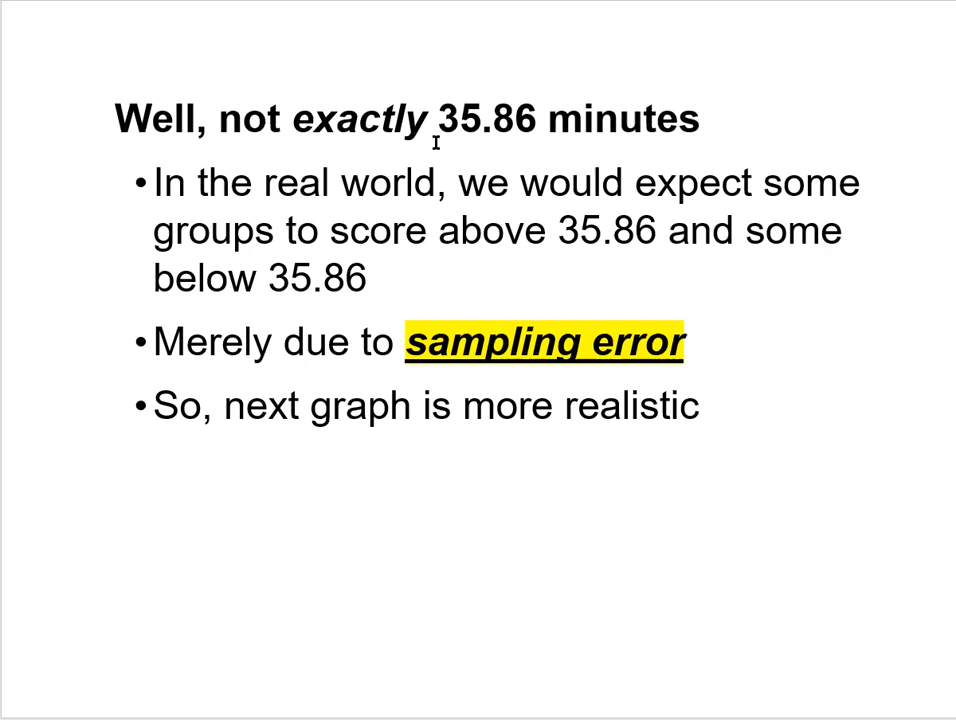 Well, not exactly 35.86 minutes
•In the real world, we would expect some
groups to score above 35.86 and some
below 35.86
•Merely due to sampling error
•So, next graph is more realistic